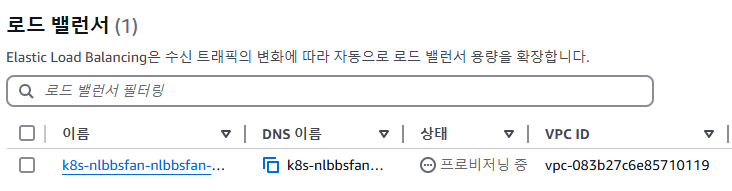 로드 밸런서 (1)
Elastic Load Balancing은 수신 트래픽의 변화에 따라 자동으로 로드 밸런서 용량을 확장합니다.
로드 밸런서 필터링
이름 DNS 이름 상태 VPC ID
k8s-nlbbsfan-nlbbsfan-... k8s-nlbbsfan... 프로비저닝 중 vpc-083b27c6e85710119